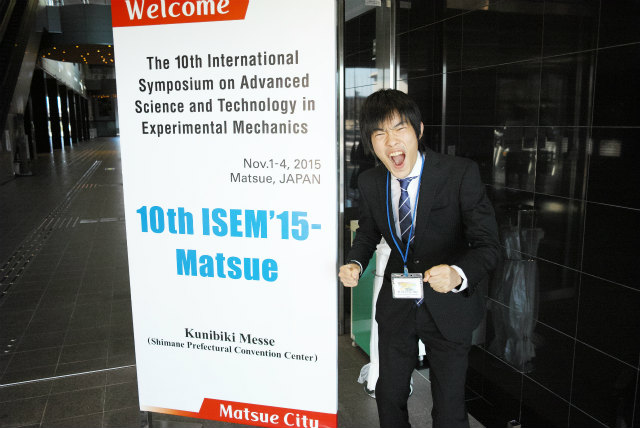 Welcome
The 10th International
Symposium on Advanced
Science and Technology in
Experimental Mechanics
Nov.1-4, 2015
Matsue, JAPAN
10th ISEM'15-
Matsue
Kunibiki Messe
(Shimane Prefectural Convention Center)
Matsue City